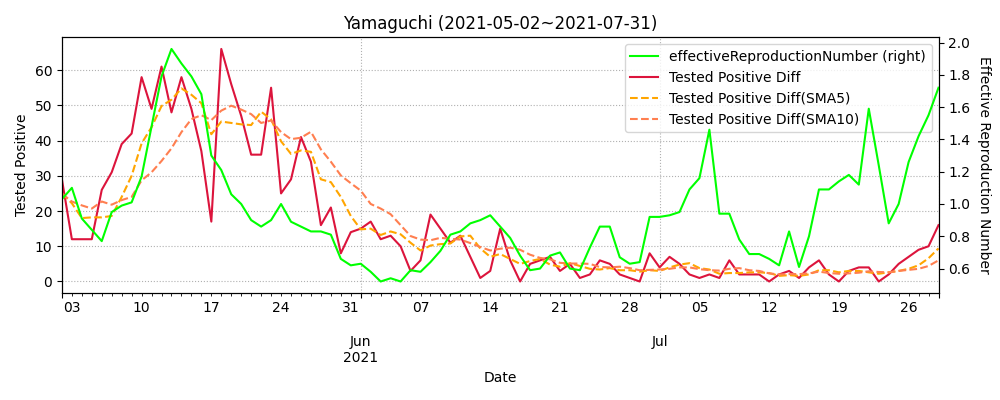 Yamaguchi (2021-05-02~2021-07-31)
effectiveReproductionNumber (right)
Tested Positive Diff
Tested Positive Diff(SMA5)
Tested Positive Diff(SMA10)
Tested Positive
60
50
40
30
20
10
0
2.0
1.8
1.6
1.4
1.2
1.0
0.8
0.6
Effective Reproduction Number
03 10 17 24 31 07 14 21 28 05 12 19 26
Jun Jul
2021
Date